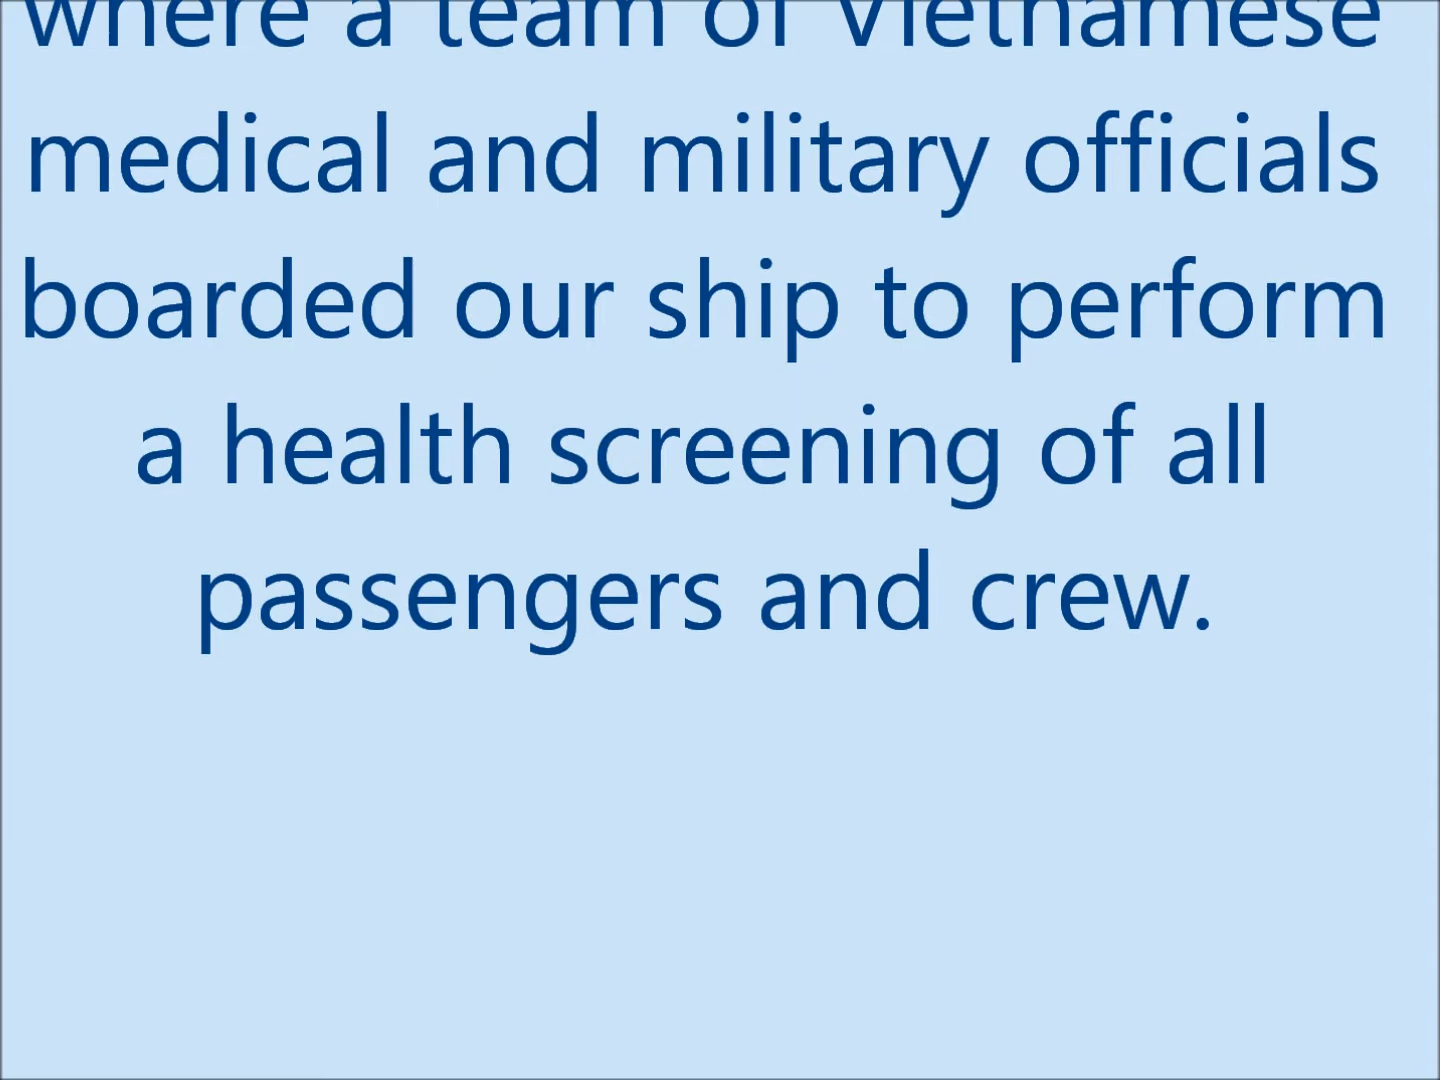 where a team of Vietnamese
medical and military officials
boarded our ship to perform
a health screening of all
passengers and crew.